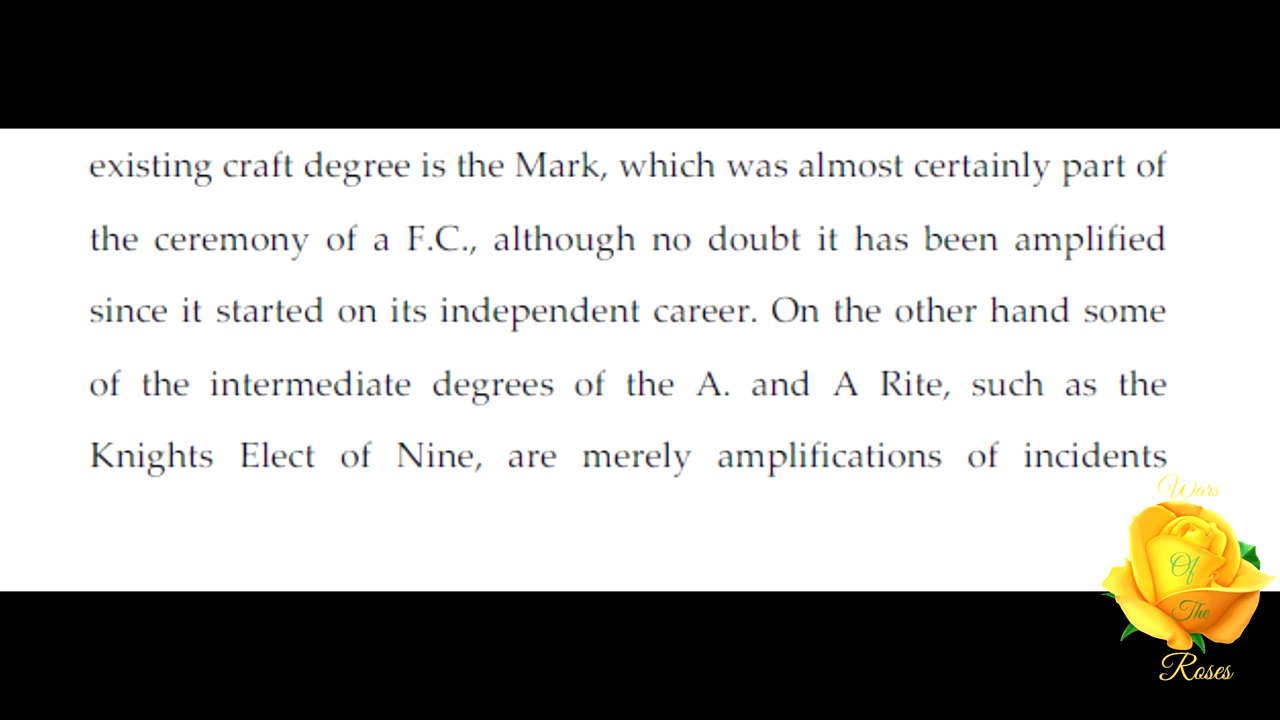 existing craft degree is the Mark, which was almost certainly part of
the ceremony of a F.C., although no doubt it has been amplified
since it started on its independent career. On the other hand some
of the intermediate degrees of the A. and A Rite, such as the
Knights Elect of Nine, are merely amplifications of incidents
Wars
Of
The
Roses